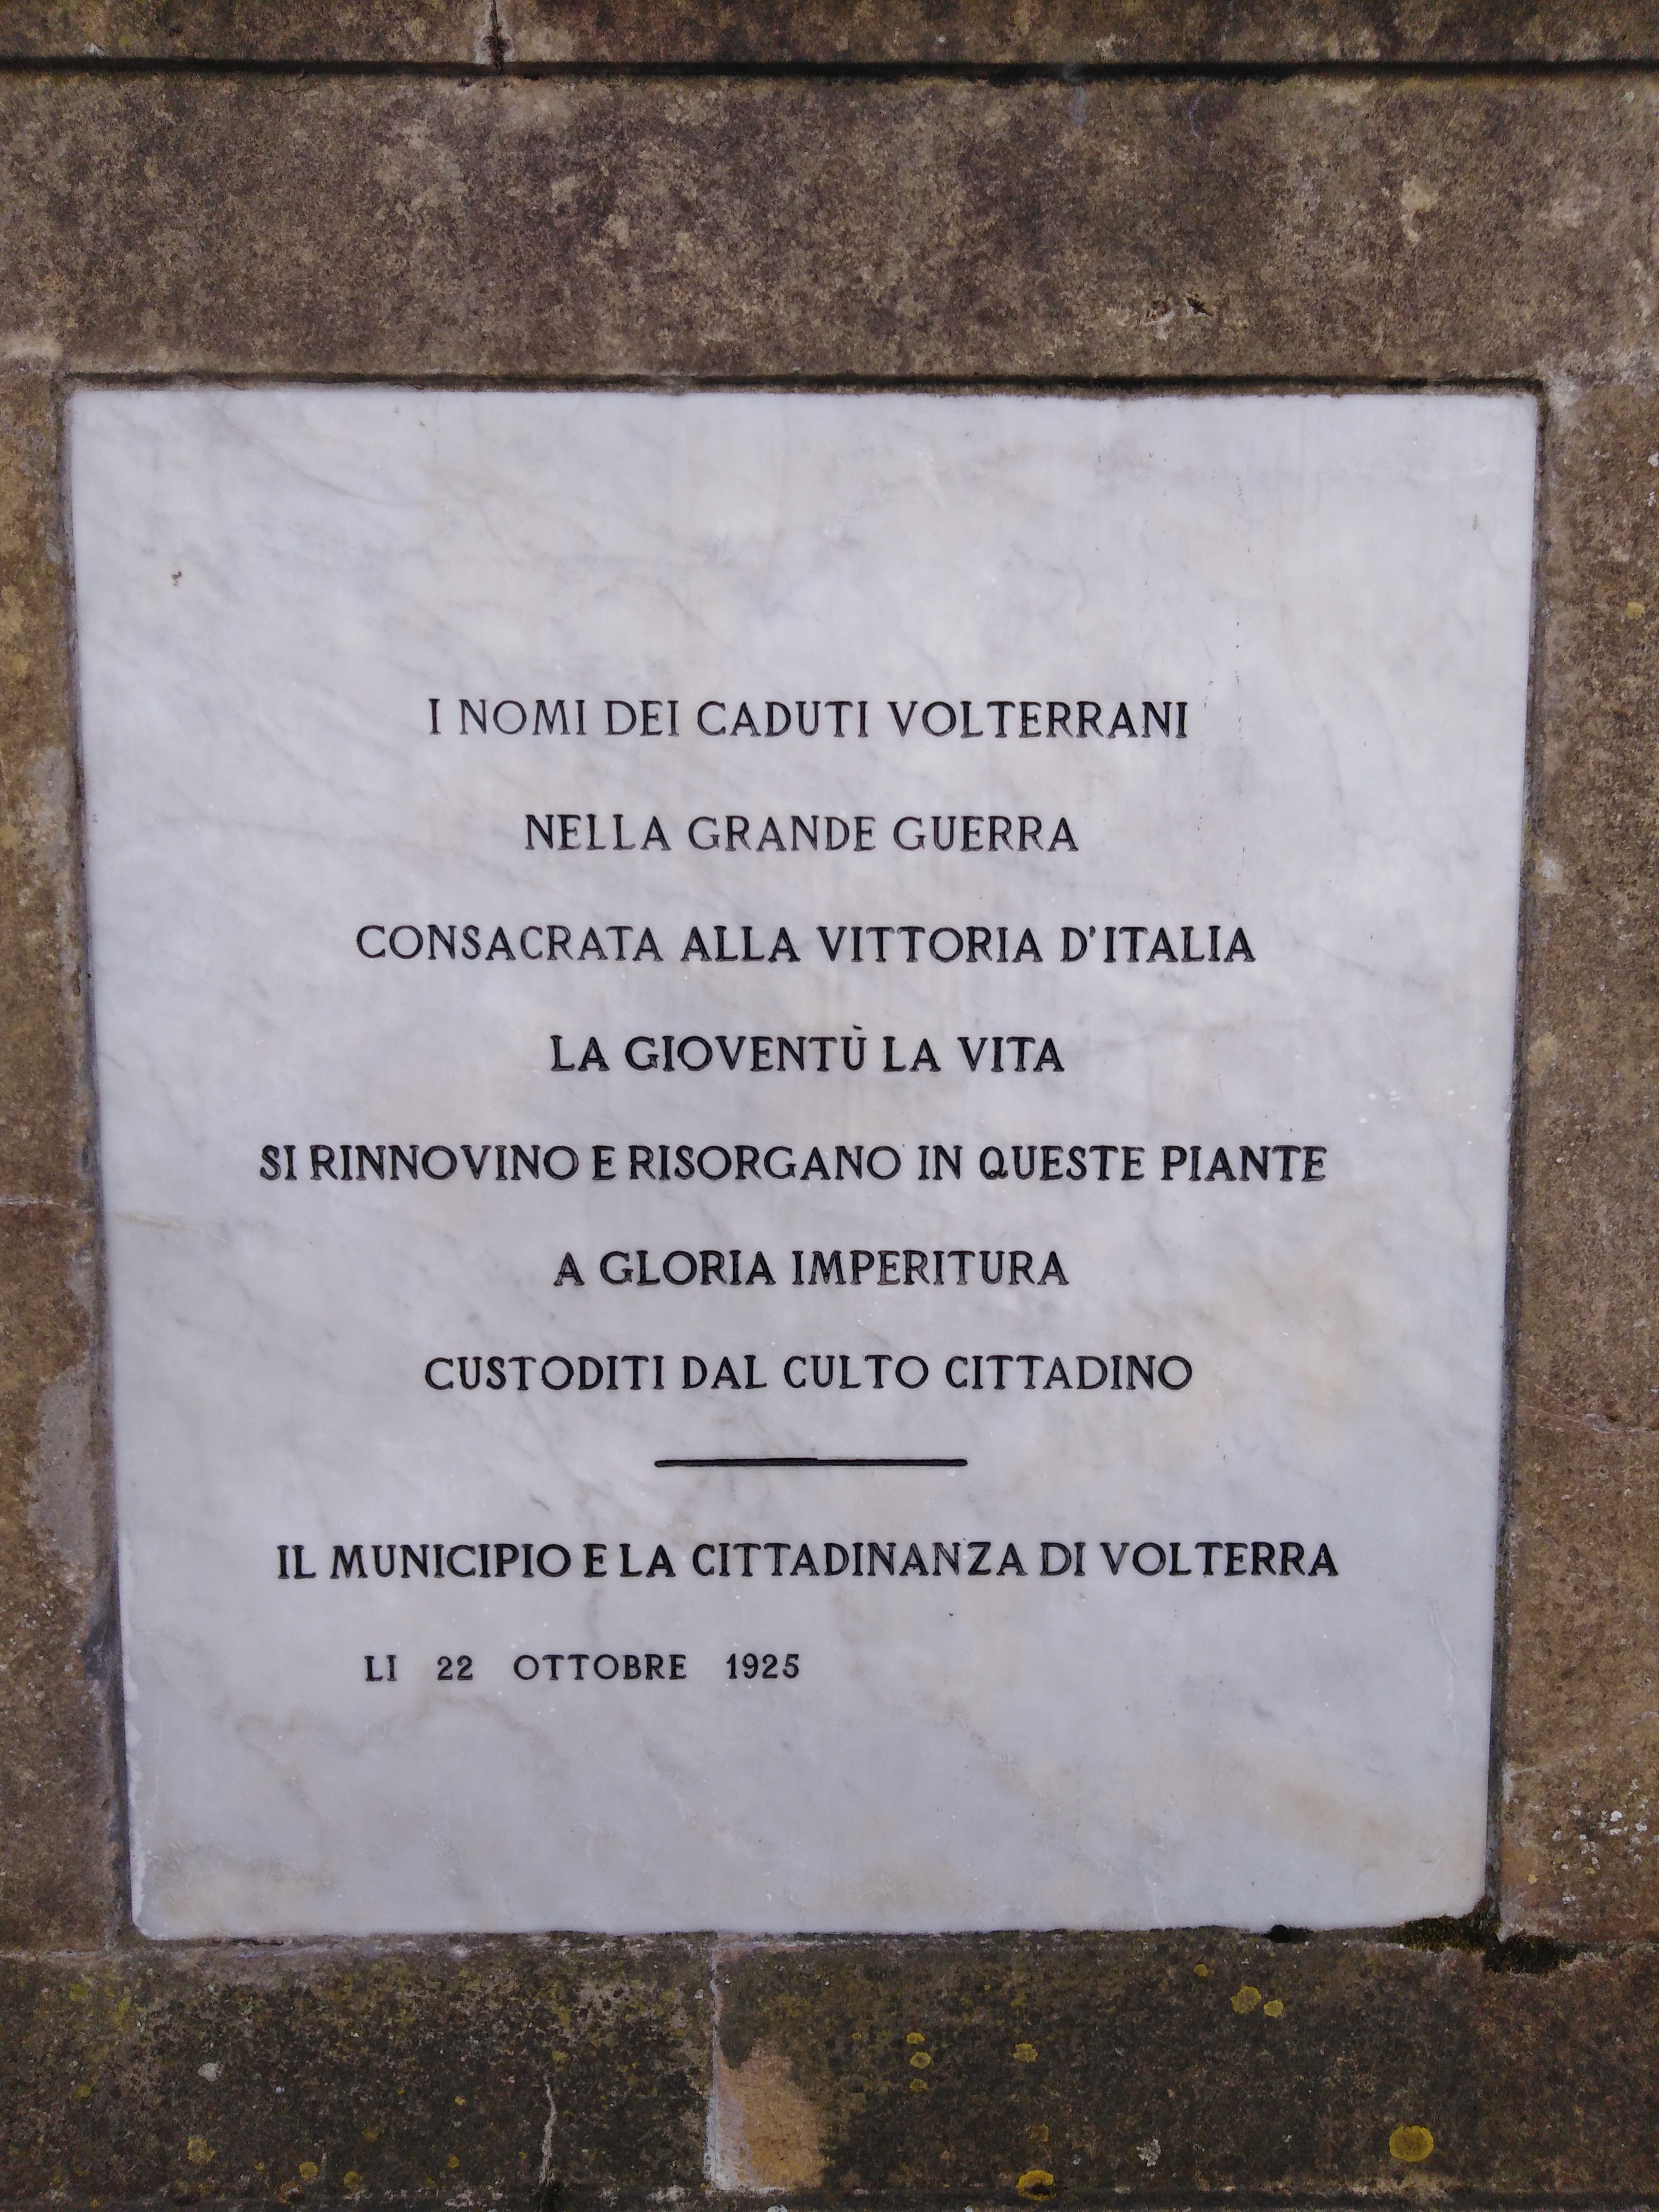 I NOMI DEI CADUTI VOLTERRANI
NELLA GRANDE GUERRA
CONSACRATA ALLA VITTORIA D'ITALIA
LA GIOVENTÙ LA VITA
SI RINNOVINO E RISORGANO IN QUESTE PIANTE
A GLORIA IMPERITURA
CUSTODITI DAL CULTO CITTADINO
IL MUNICIPIO E LA CITTADINANZA DI VOLTERRA
LI 22 OTTOBRE 1925